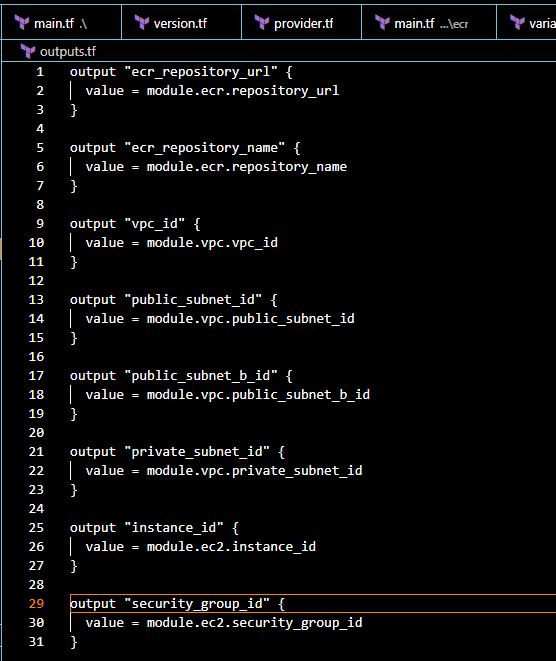 main.tf .\
version.tf
provider.tf
main.tf ...\ecr
varia
outputs.tf
1 output "ecr_repository_url" {
2 value = module.ecr.repository_url
3 }
4
5 output "ecr_repository_name" {
6 value = module.ecr.repository_name
7 }
8
9 output "vpc_id" {
10 value = module.vpc.vpc_id
11 }
12
13 output "public_subnet_id" {
14 value = module.vpc.public_subnet_id
15 }
16
17 output "public_subnet_b_id" {
18 value = module.vpc.public_subnet_b_id
19 }
20
21 output "private_subnet_id" {
22 value = module.vpc.private_subnet_id
23 }
24
25 output "instance_id" {
26 value = module.ec2.instance_id
27 }
28
29 output "security_group_id" {
30 value = module.ec2.security_group_id
31 }